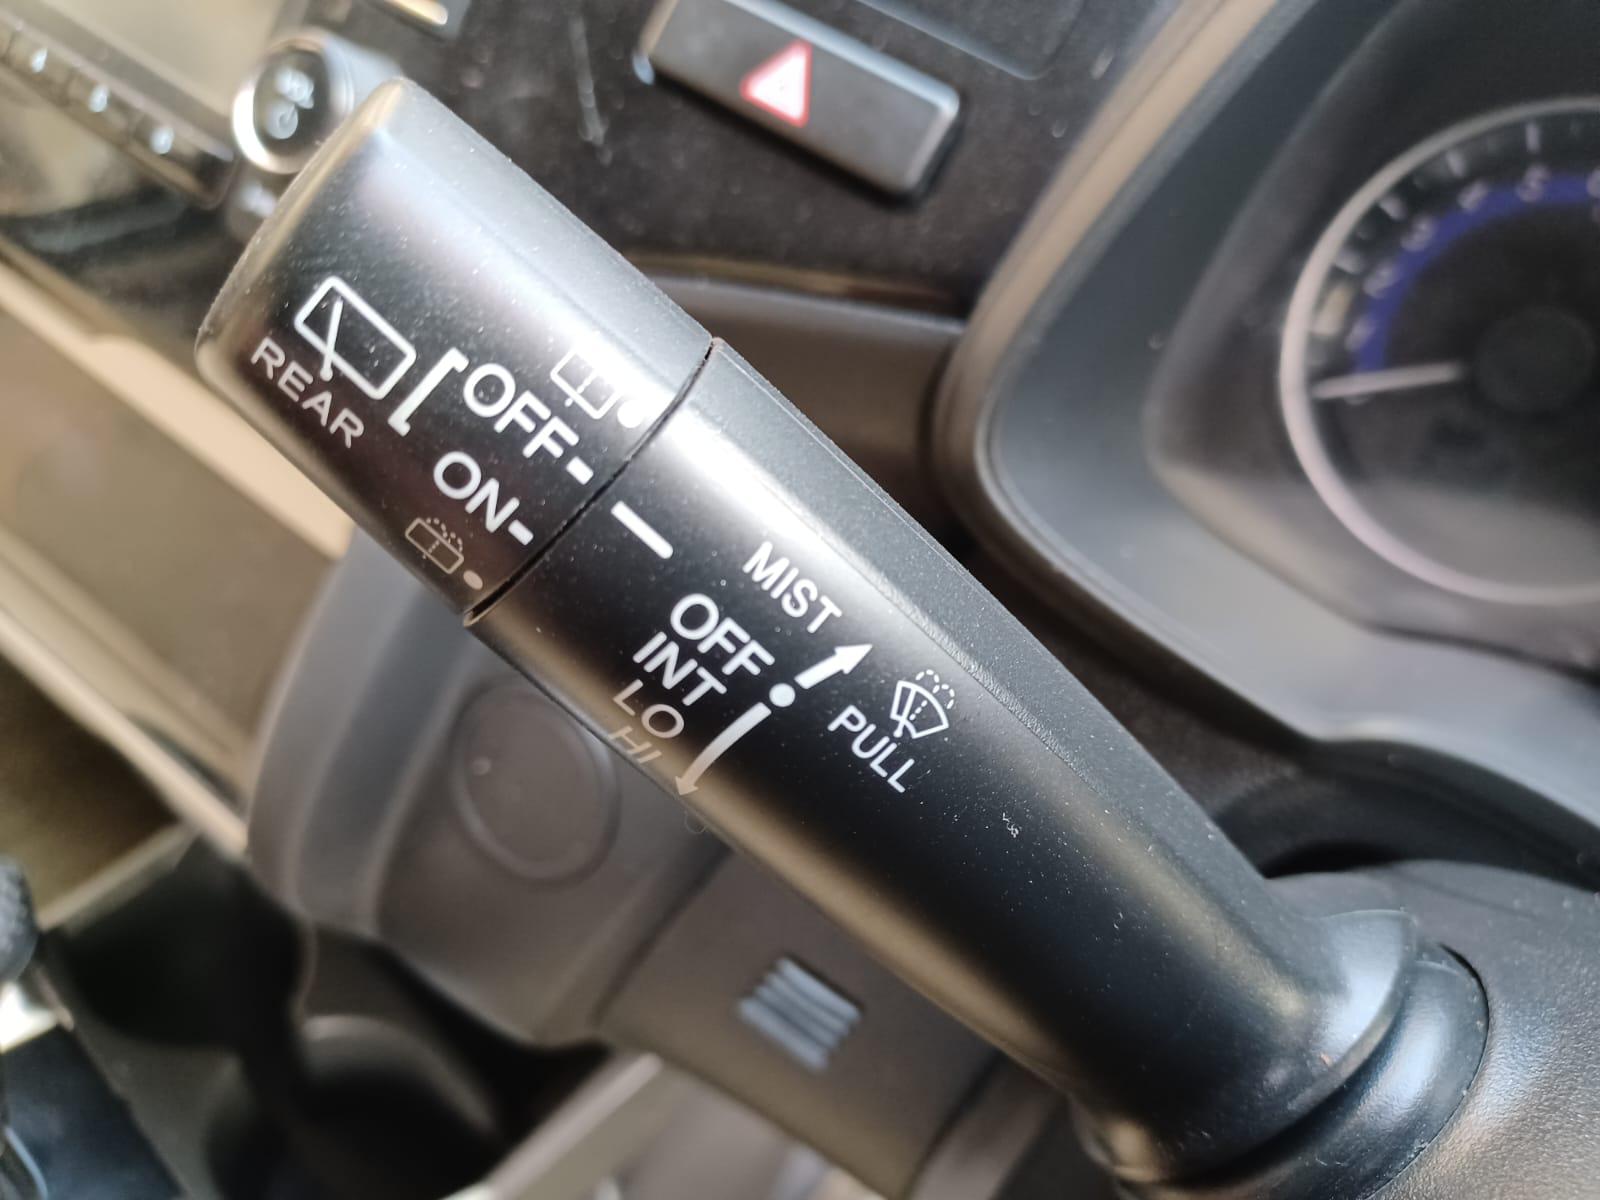 REAR
OFF-
ON-
MIST
OFF
INT
LO
HI
PULL